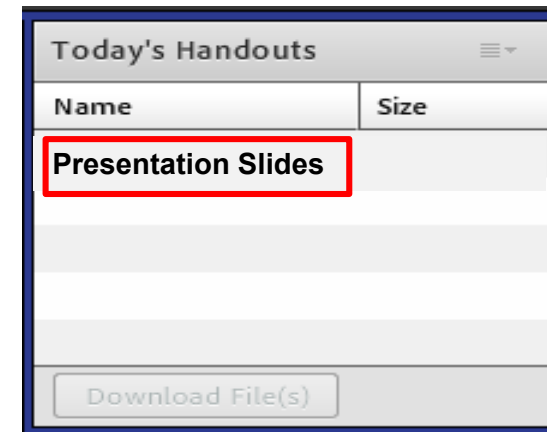 Today's Handouts
Name Size
Presentation Slides
Download File(s)